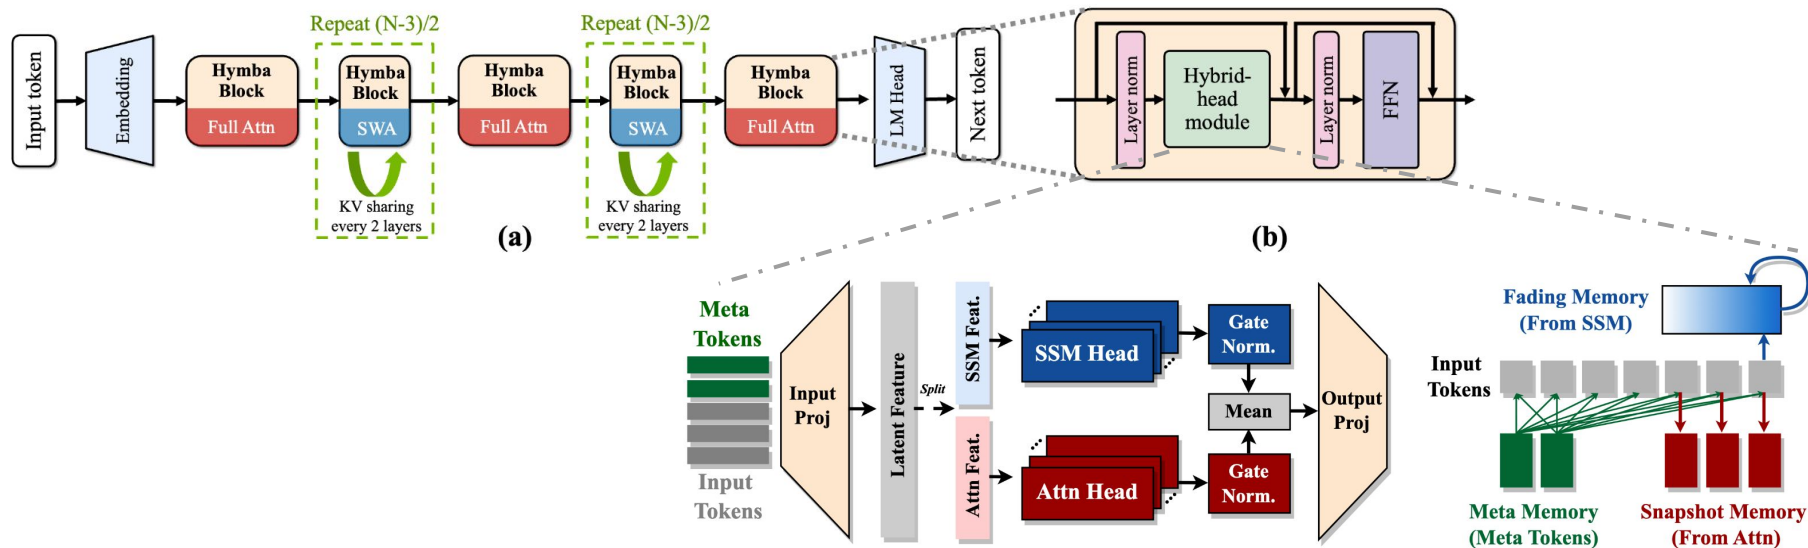 Repeat (N-3)/2
Repeat (N-3)/2
Input token
Embedding
Hymba
Block
Full Attn
Hymba
Block
SWA
KV sharing
every 2 layers
Hymba
Block
Full Attn
Hymba
Block
SWA
KV sharing
every 2 layers
Hymba
Block
Full Attn
LM Head
Next token
(a)
Layer norm
Hybrid-
head
module
Layer norm
FFN
(b)
Meta
Tokens
Input
Tokens
Input
Proj
Latent Feature
Split
SSM Feat.
Attn Feat.
SSM Head
Attn Head
Gate
Norm.
Mean
Gate
Norm.
Output
Proj
Fading Memory
(From SSM)
Input
Tokens
Meta Memory
(Meta Tokens)
Snapshot Memory
(From Attn)